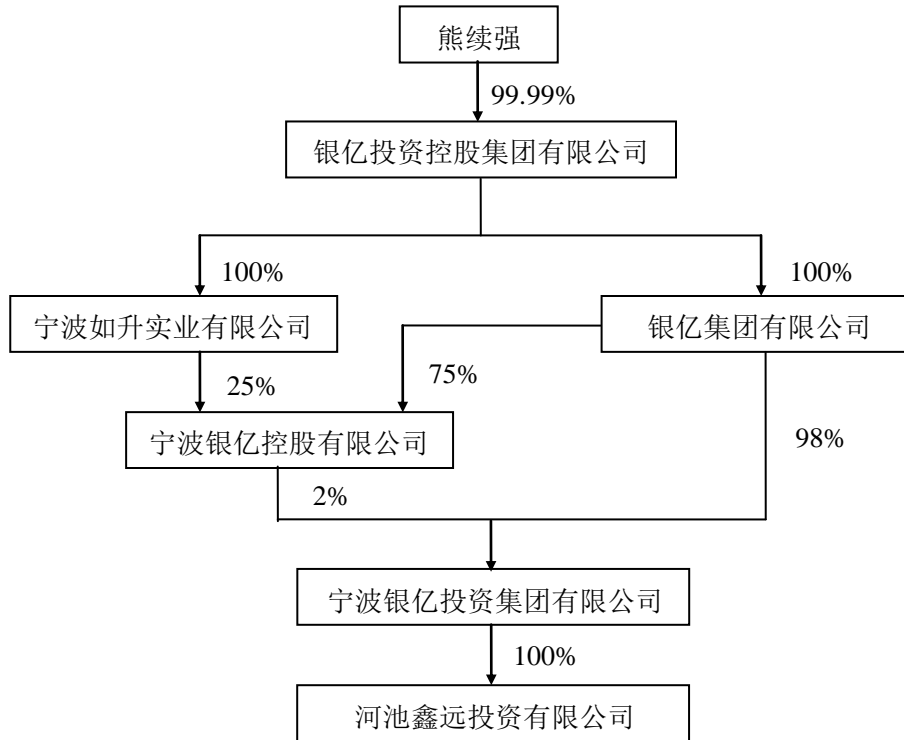 熊续强
99.99%
银亿投资控股集团有限公司
100%
100%
宁波如升实业有限公司
银亿集团有限公司
25%
75%
宁波银亿控股有限公司
98%
2%
宁波银亿投资集团有限公司
100%
河池鑫远投资有限公司